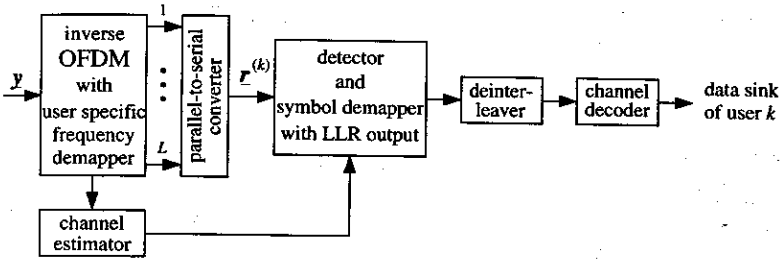 y
inverse
OFDM
with
user specific
frequency
demapper
1
L
parallel-to-serial
converter
r^(k)
detector
and
symbol demapper
with LLR output
deinter-
leaver
channel
decoder
data sink
of user k
channel
estimator